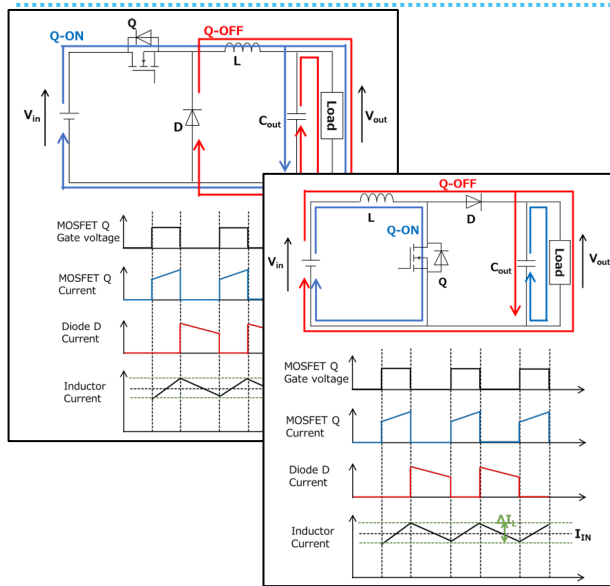 Q
Q-ON
Q-OFF
L
Vin
D
Cout
Load
Vout
MOSFET Q
Gate voltage
MOSFET Q
Current
Diode D
Current
Inductor
Current
Q-OFF
L
D
Q-ON
Vin
Q
Cout
Load
Vout
MOSFET Q
Gate voltage
MOSFET Q
Current
Diode D
Current
Inductor
Current
ΔIL
IIN